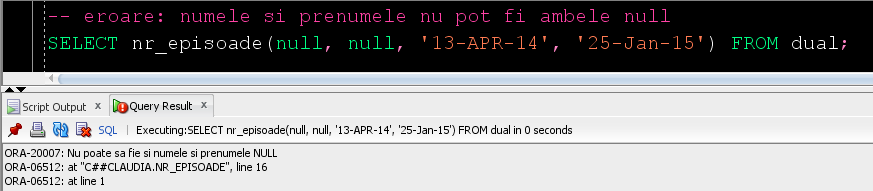 -- eroare: numele si prenumele nu pot fi ambele null
SELECT nr_episoade(null, null, '13-APR-14', '25-Jan-15') FROM dual;
Script Output x Query Result x
SQL | Executing:SELECT nr_episoade(null, null, '13-APR-14', '25-Jan-15') FROM dual in 0 seconds
ORA-20007: Nu poate sa fie si numele si prenumele NULL
ORA-06512: at "C##CLAUDIA.NR_EPISOADE", line 16
ORA-06512: at line 1